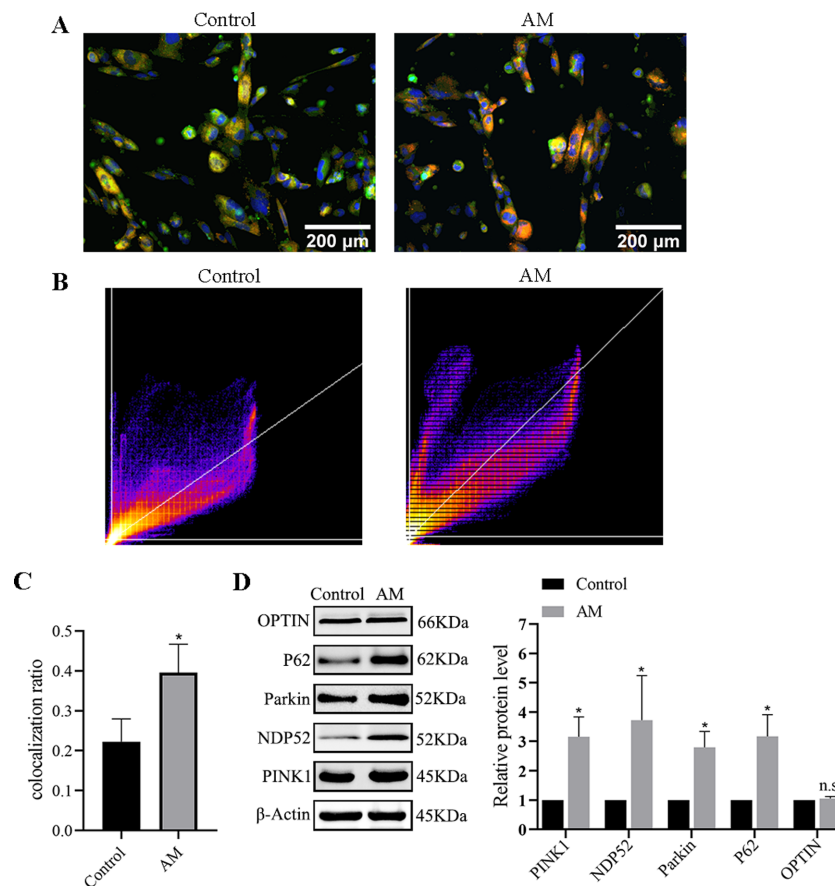 A
Control
AM
200 µm
200 µm
B
Control
AM
C
colocalization ratio
0.5
0.4
0.3
0.2
0.1
0.0
Control
AM
*
D
Control AM
OPTIN 66KDa
P62 62KDa
Parkin 52KDa
NDP52 52KDa
PINK1 45KDa
β-Actin 45KDa
Control
AM
Relative protein level
7
6
5
4
3
2
1
0
*
*
*
*
n.s
PINK1
NDP52
Parkin
P62
OPTIN